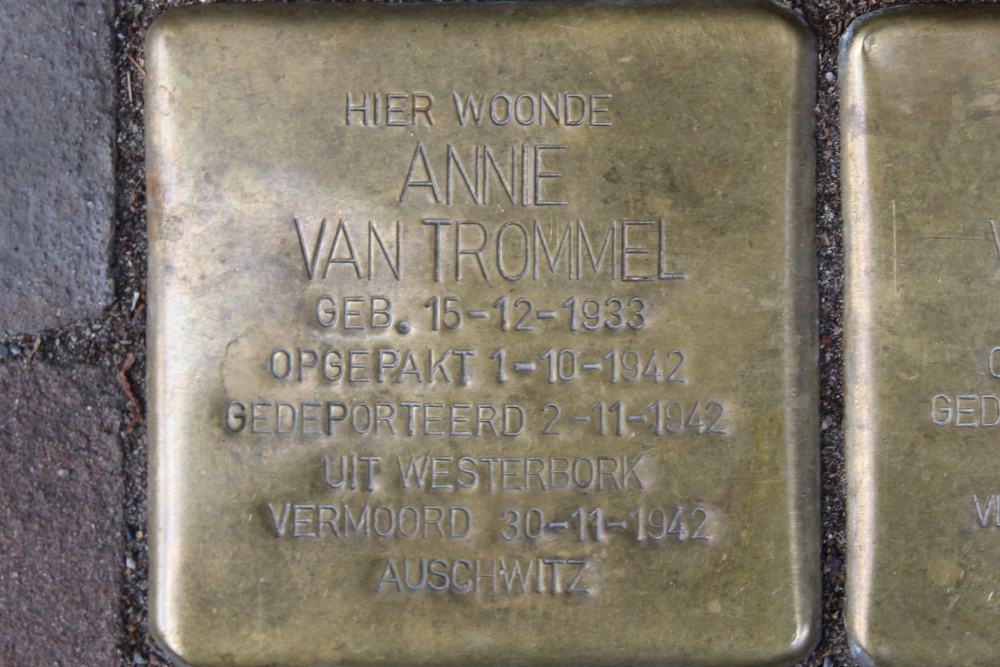 HIER WOONDE
ANNIE
VAN TROMMEL
GEB. 15-12-1933
OPGEPAKT 1-10-1942
GEDEPORTEERD 2-11-1942
UIT WESTERBORK
VERMOORD 30-11-1942
AUSCHWITZ